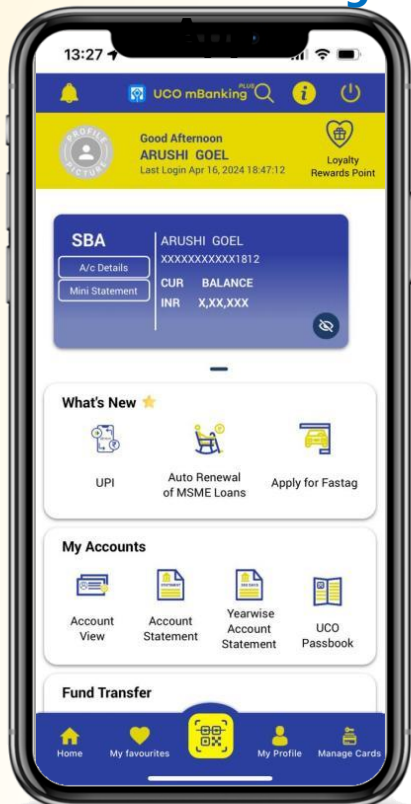 13:27
UCO mBanking PLUS
i
PROFILE PICTURE
Good Afternoon
ARUSHI GOEL
Last Login Apr 16, 2024 18:47:12
Loyalty
Rewards Point
SBA
A/c Details
Mini Statement
ARUSHI GOEL
XXXXXXXXXXX1812
CUR BALANCE
INR X,XX,XXX
What's New
UPI
Auto Renewal
of MSME Loans
Apply for Fastag
My Accounts
Account
View
Account
Statement
Yearwise
Account
Statement
UCO
Passbook
Fund Transfer
Home
My favourites
My Profile
Manage Cards